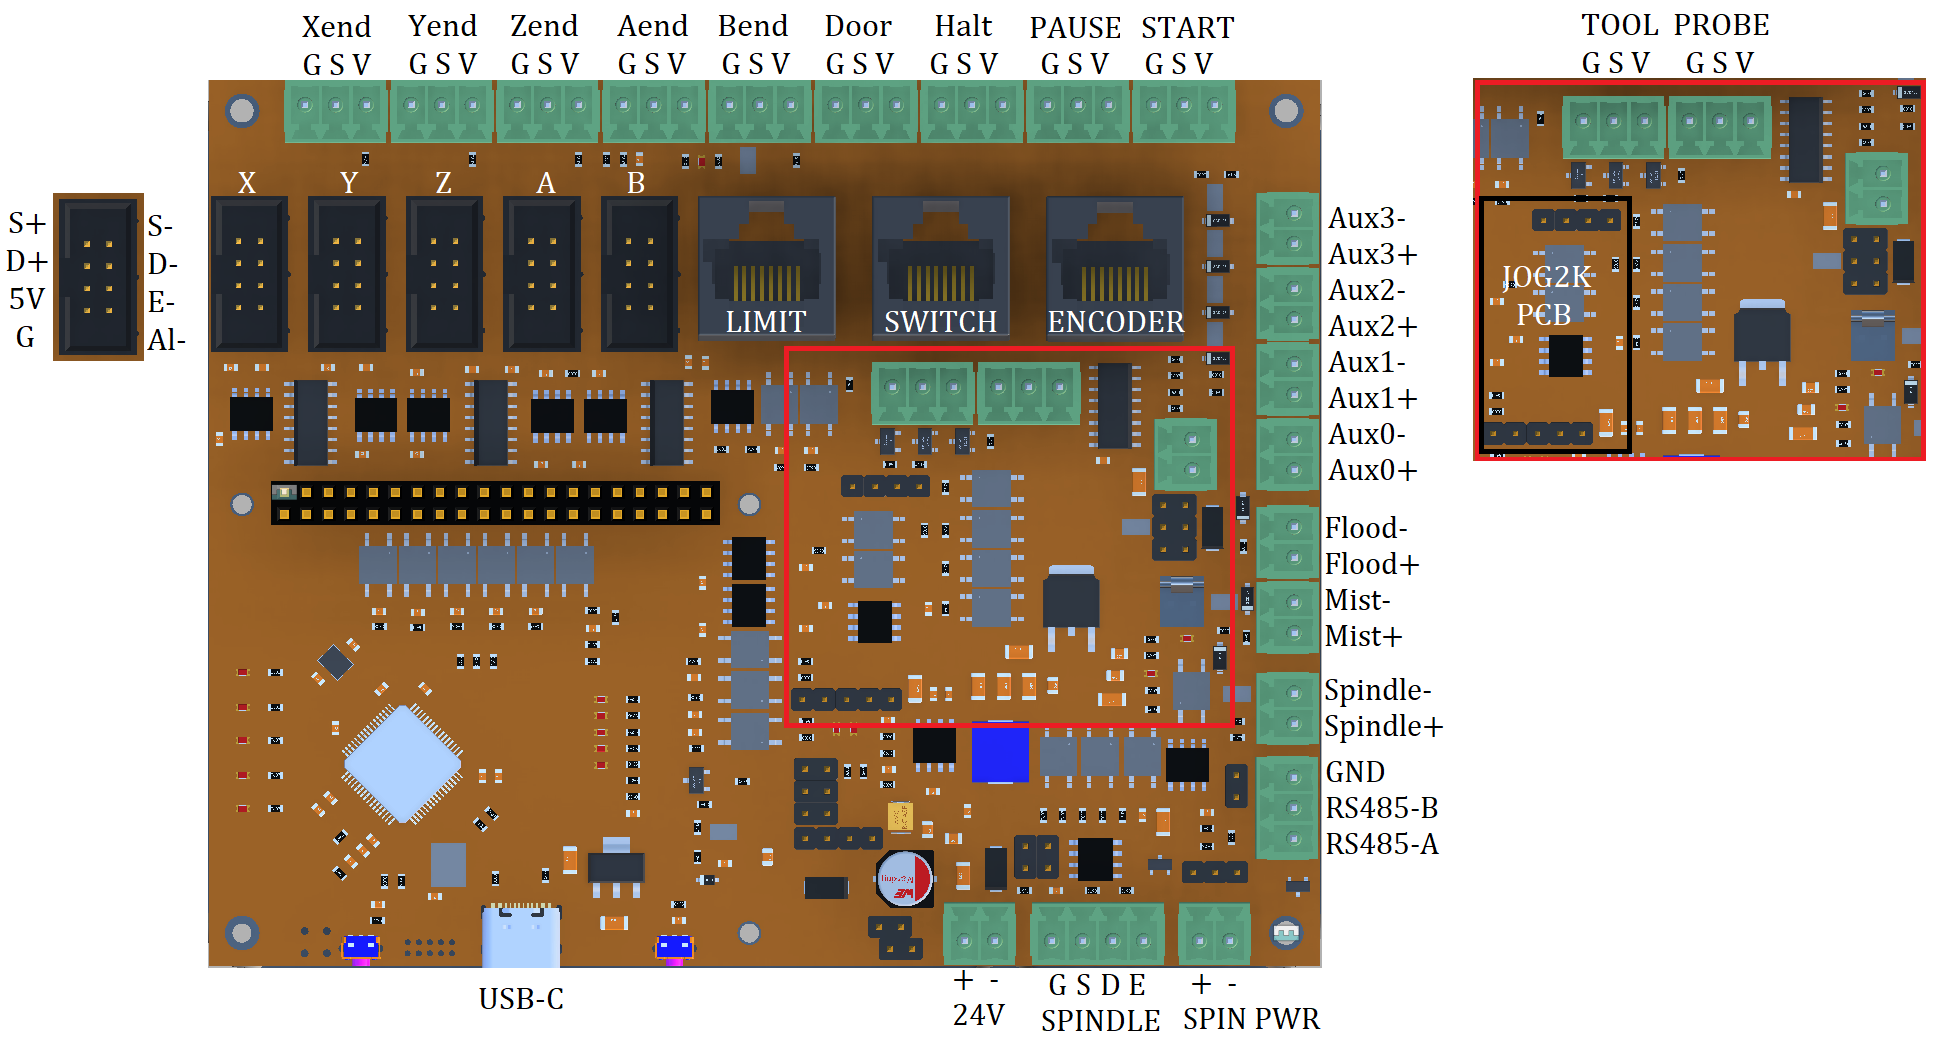 Xend Yend Zend Aend Bend Door Halt PAUSE START
G S V G S V G S V G S V G S V G S V G S V G S V G S V
TOOL PROBE
G S V G S V
X Y Z A B
S+ S-
D+ D-
5V E-
G Al-
LIMIT SWITCH ENCODER
Aux3-
Aux3+
Aux2-
Aux2+
Aux1-
Aux1+
Aux0-
Aux0+
JOG2K
PCB
Flood-
Flood+
Mist-
Mist+
Spindle-
Spindle+
GND
RS485-B
RS485-A
USB-C
+ - G S D E + -
24V SPINDLE SPIN PWR